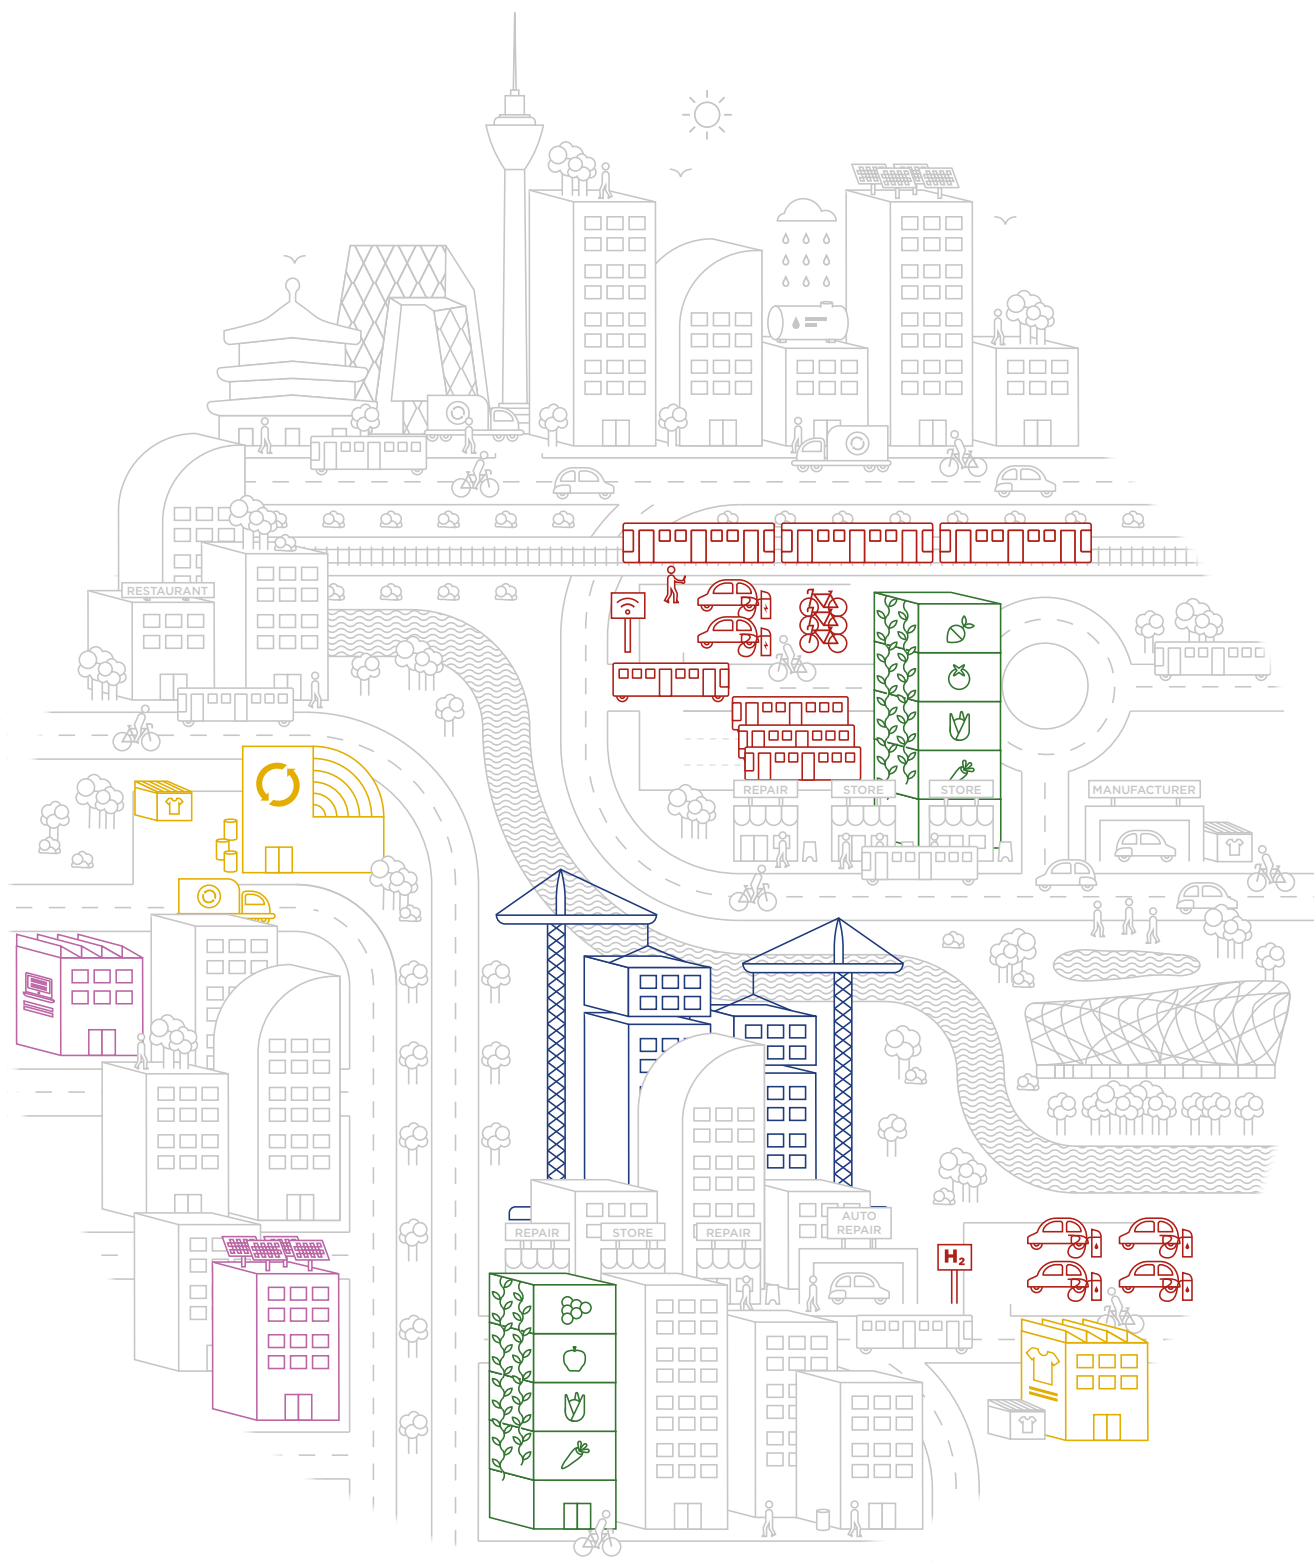 RESTAURANT
REPAIR
STORE
STORE
MANUFACTURER
REPAIR
STORE
REPAIR
AUTO
REPAIR
H₂